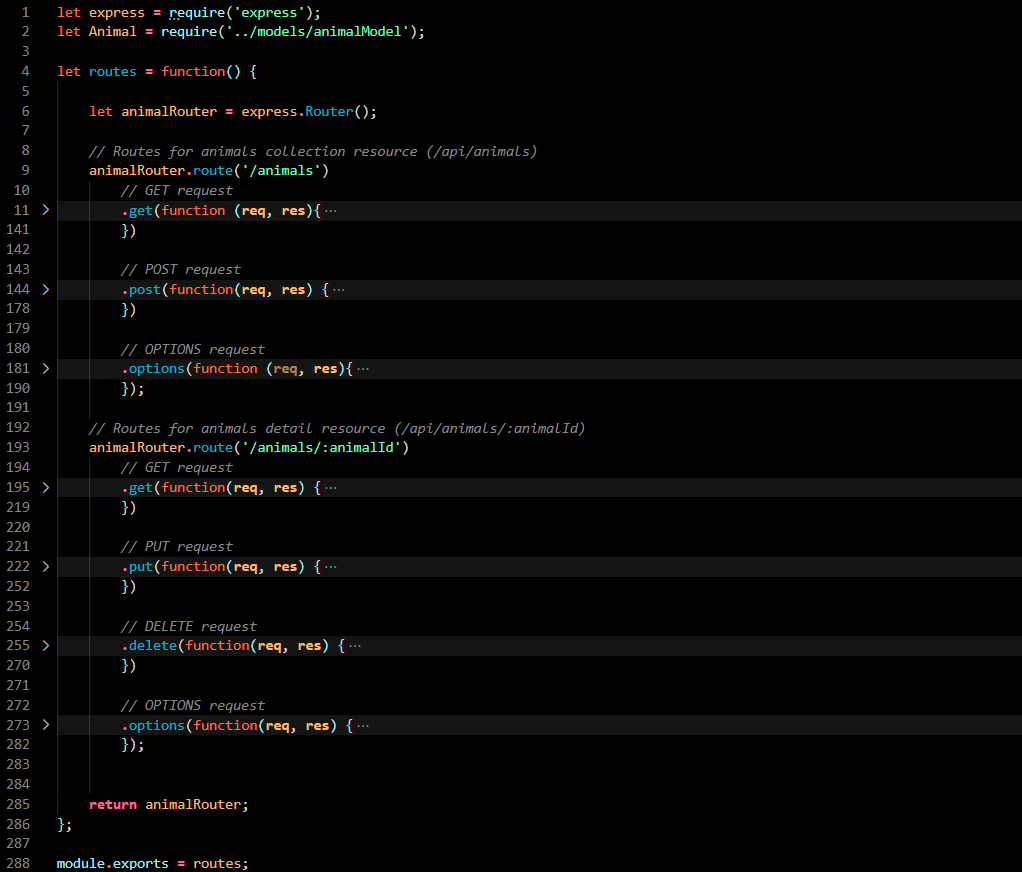 1 let express = require('express');
2 let Animal = require('../models/animalModel');
3
4 let routes = function() {
5
6 let animalRouter = express.Router();
7
8 // Routes for animals collection resource (/api/animals)
9 animalRouter.route('/animals')
10 // GET request
11 > .get(function (req, res){ ···
141 })
142
143 // POST request
144 > .post(function(req, res) { ···
178 })
179
180 // OPTIONS request
181 > .options(function (req, res){ ···
190 });
191
192 // Routes for animals detail resource (/api/animals/:animalId)
193 animalRouter.route('/animals/:animalId')
194 // GET request
195 > .get(function(req, res) { ···
219 })
220
221 // PUT request
222 > .put(function(req, res) { ···
252 })
253
254 // DELETE request
255 > .delete(function(req, res) { ···
270 })
271
272 // OPTIONS request
273 > .options(function(req, res) { ···
282 });
283
284
285 return animalRouter;
286 };
287
288 module.exports = routes;